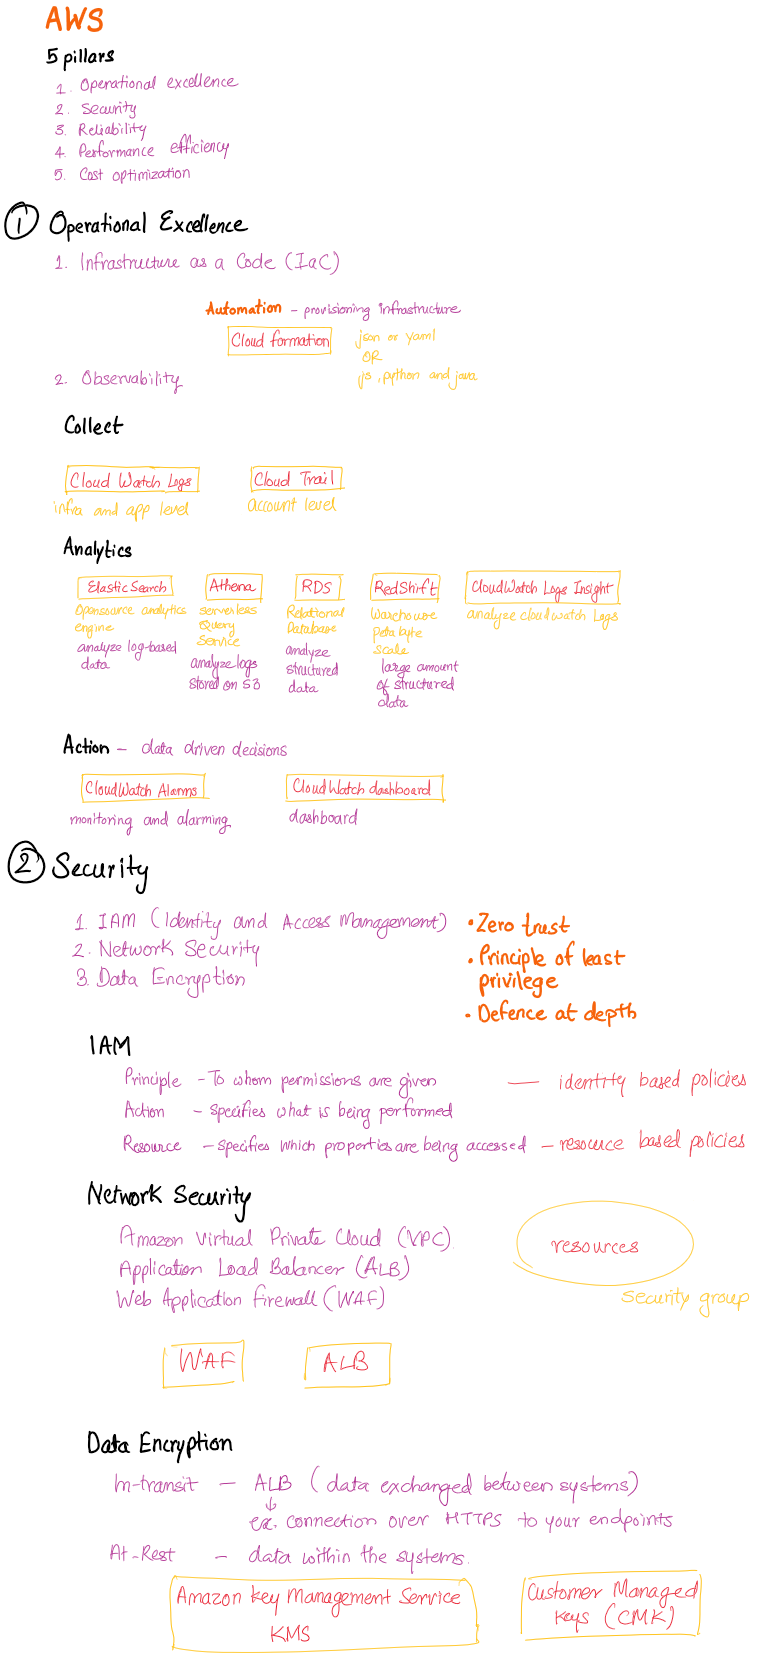 AWS
5 pillars
1. Operational excellence
2. Security
3. Reliability
4. Performance efficiency
5. Cost optimization
① Operational Excellence
1. Infrastructure as a Code (IaC)
Automation - provisioning infrastructure
Cloud formation
json or yaml
OR
js, python and java
2. Observability
Collect
Cloud Watch Logs
infra and app level
Cloud Trail
account level
Analytics
ElasticSearch
Opensource analytics
engine
analyze log-based
data
Athena
serverless
Query
Service
analyze logs
stored on S3
RDS
Relational
Database
analyze
structured
data
RedShift
Warehouse
peta byte
scale
large amount
of structured
data
CloudWatch Logs Insight
analyze cloudwatch Logs
Action - data driven decisions
CloudWatch Alarms
monitoring and alarming
CloudWatch dashboard
dashboard
② Security
1. IAM (Identity and Access Management)
2. Network Security
3. Data Encryption
• Zero trust
• Principle of least
privilege
• Defence at depth
IAM
Principle - To whom permissions are given — identity based policies
Action - specifies what is being performed
Resource - specifies which properties are being accessed - resource based policies
Network Security
Amazon Virtual Private Cloud (VPC)
Application Load Balancer (ALB)
Web Application firewall (WAF)
resources
security group
WAF
ALB
Data Encryption
In-transit - ALB (data exchanged between systems)
↓
ex. connection over HTTPS to your endpoints
At-Rest - data within the systems.
Amazon key Management Service
KMS
Customer Managed
keys (CMK)